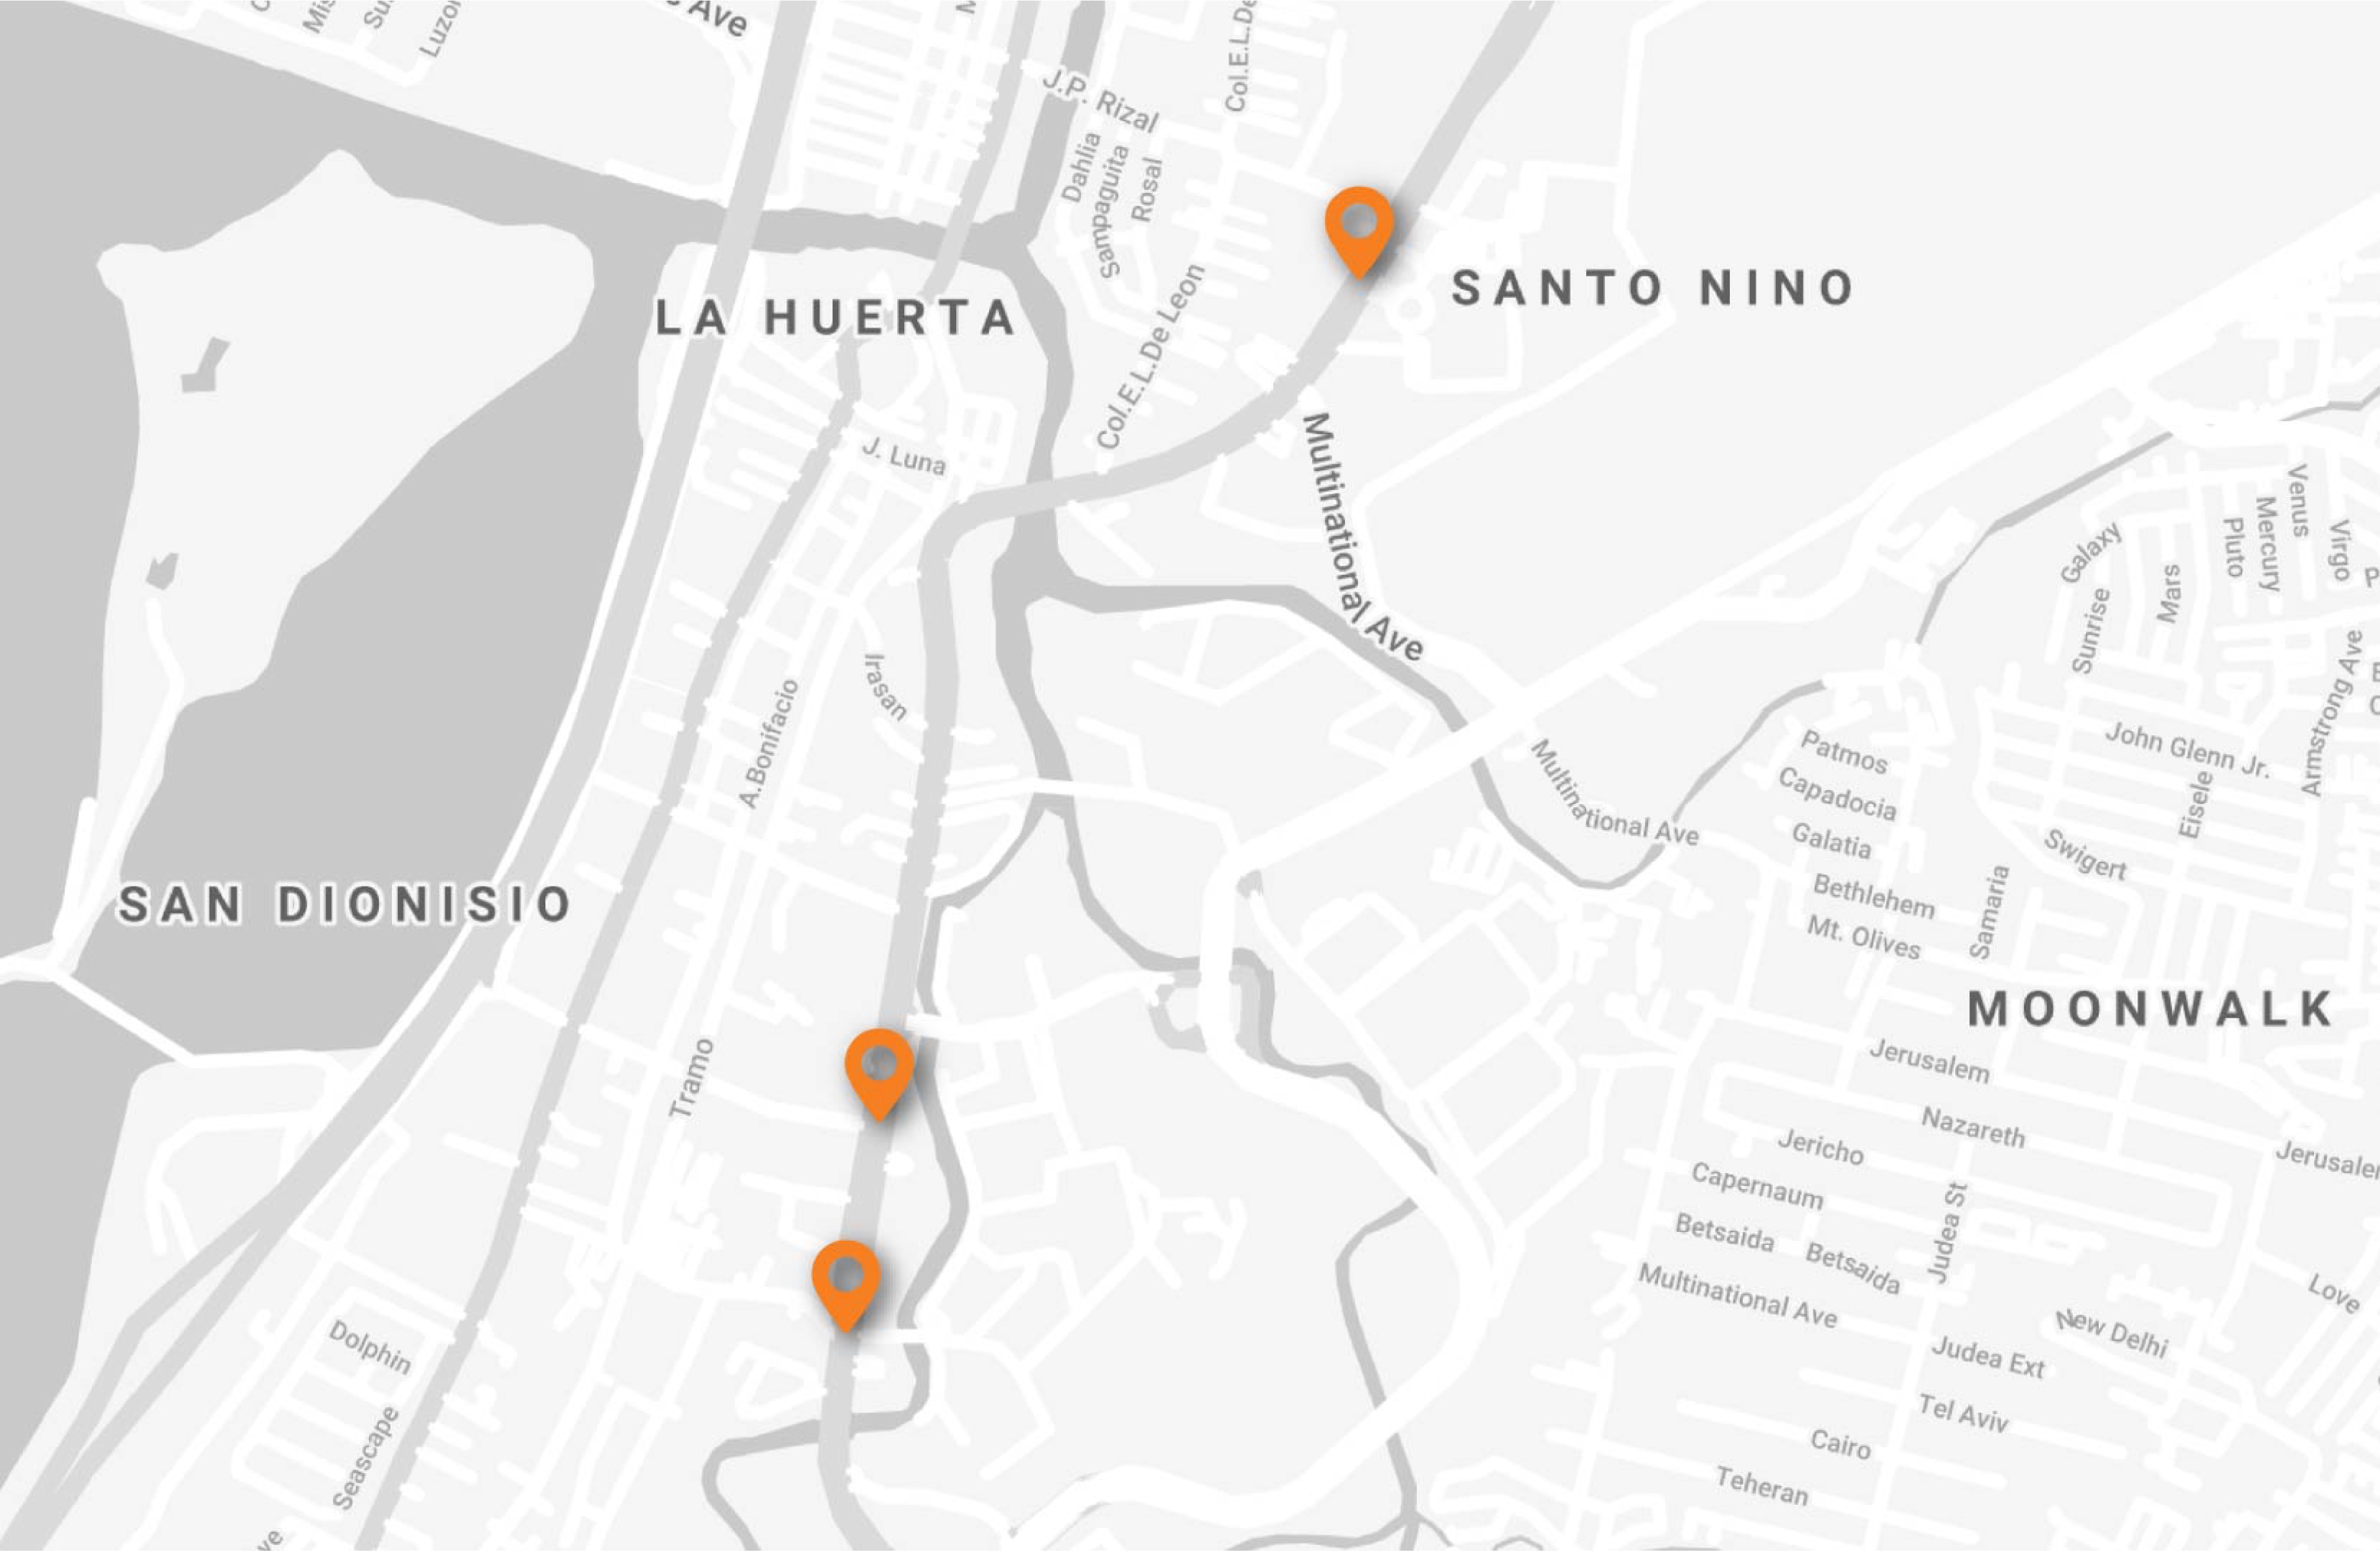 Luzon
Ave
J.P. Rizal
Col.E.L.De
Dahlia
Sampaguita
Rosal
SANTO NINO
LA HUERTA
Col.E.L.De Leon
J. Luna
Multinational Ave
Venus
Mercury
Pluto
Virgo
Galaxy
Mars
Sunrise
Irasan
A.Bonifacio
Armstrong Ave
John Glenn Jr.
Patmos
Multinational Ave
Capadocia
Eisele
Galatia
Swigert
SAN DIONISIO
Bethlehem
Samaria
Mt. Olives
MOONWALK
Tramo
Jerusalem
Nazareth
Jericho
Jerusalem
Capernaum
Judea St
Betsaida
Betsaida
Multinational Ave
Love
Dolphin
New Delhi
Judea Ext
Tel Aviv
Seascape
Cairo
Teheran